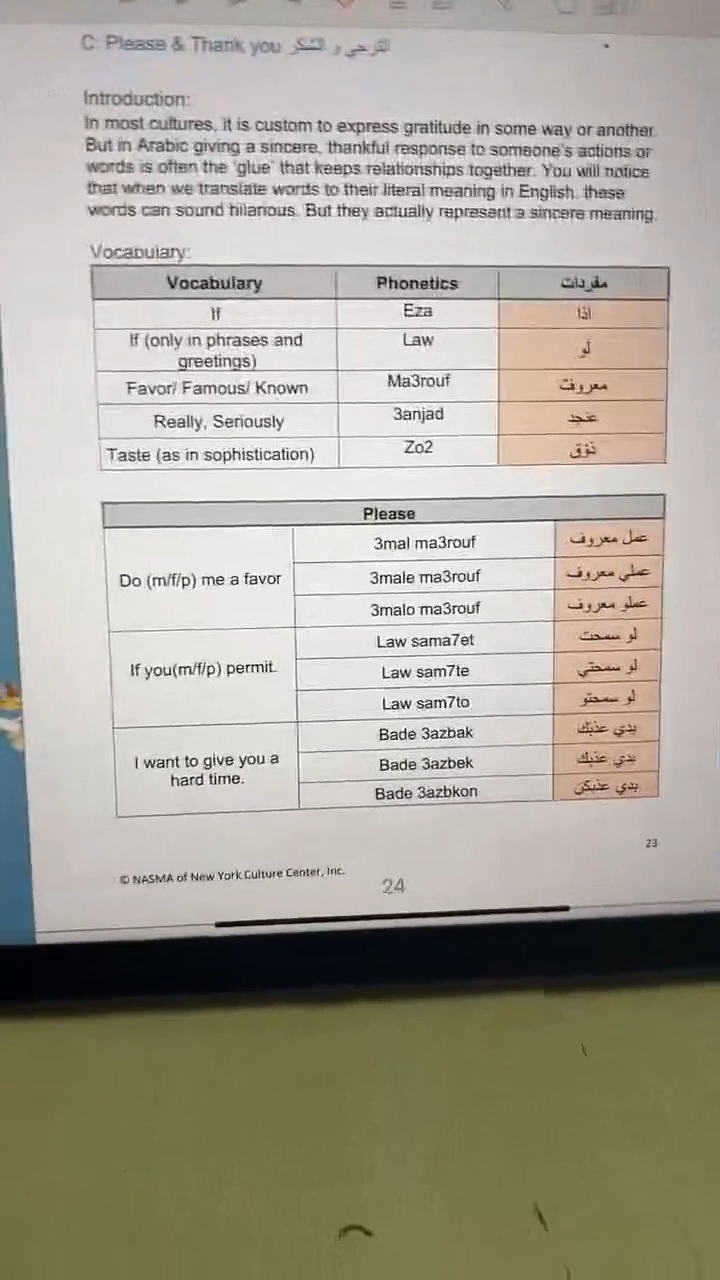 C: Please & Thank you الترجي و الشكر
Introduction:
In most cultures, it is custom to express gratitude in some way or another.
But in Arabic giving a sincere, thankful response to someone's actions or
words is often the 'glue' that keeps relationships together. You will notice
that when we translate words to their literal meaning in English, these
words can sound hilarious. But they actually represent a sincere meaning.
Vocabulary:
Vocabulary Phonetics مفردات
If Eza اذا
If (only in phrases and
greetings) Law لو
Favor/ Famous/ Known Ma3rouf معروف
Really, Seriously 3anjad عنجد
Taste (as in sophistication) Zo2 ذوق
Please
Do (m/f/p) me a favor
3mal ma3rouf عمل معروف
3male ma3rouf عملي معروف
3malo ma3rouf عملو معروف
If you(m/f/p) permit.
Law sama7et لو سمحت
Law sam7te لو سمحتي
Law sam7to لو سمحتو
I want to give you a
hard time.
Bade 3azbak بدي عذبك
Bade 3azbek بدي عذبك
Bade 3azbkon بدي عذبكن
23
© NASMA of New York Culture Center, Inc.
24